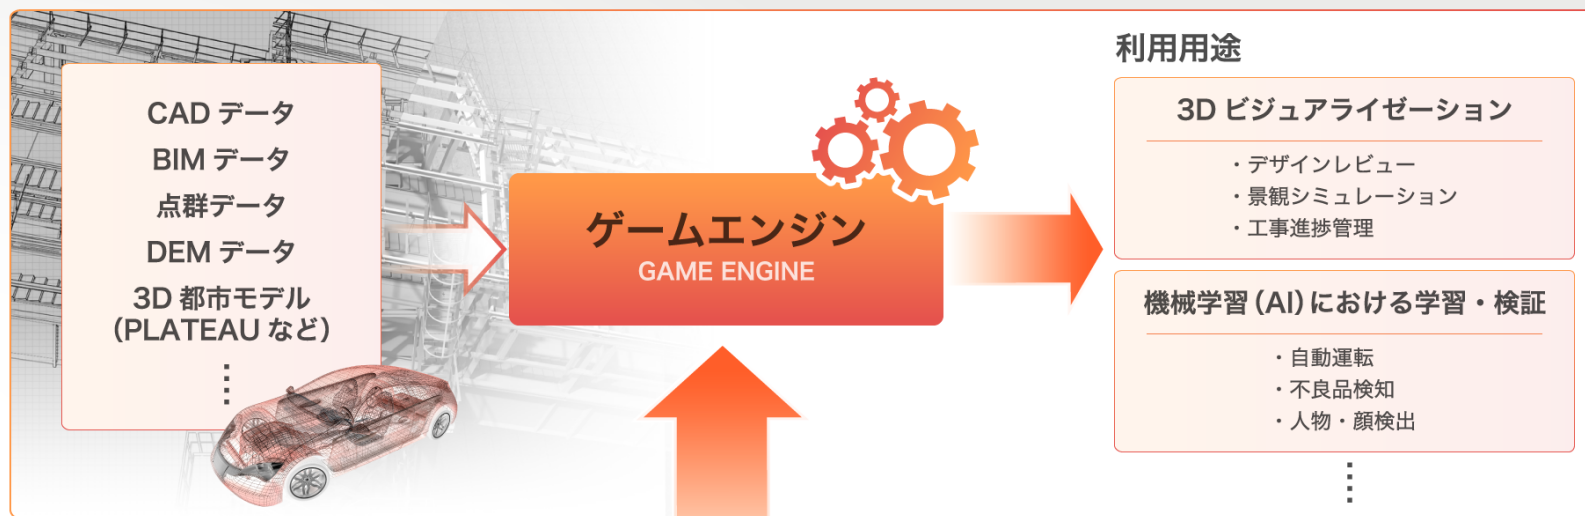 CAD データ
BIM データ
点群データ
DEM データ
3D 都市モデル
（PLATEAU など）
ゲームエンジン
GAME ENGINE
利用用途
3D ビジュアライゼーション
・デザインレビュー
・景観シミュレーション
・工事進捗管理
機械学習（AI）における学習・検証
・自動運転
・不良品検知
・人物・顔検出